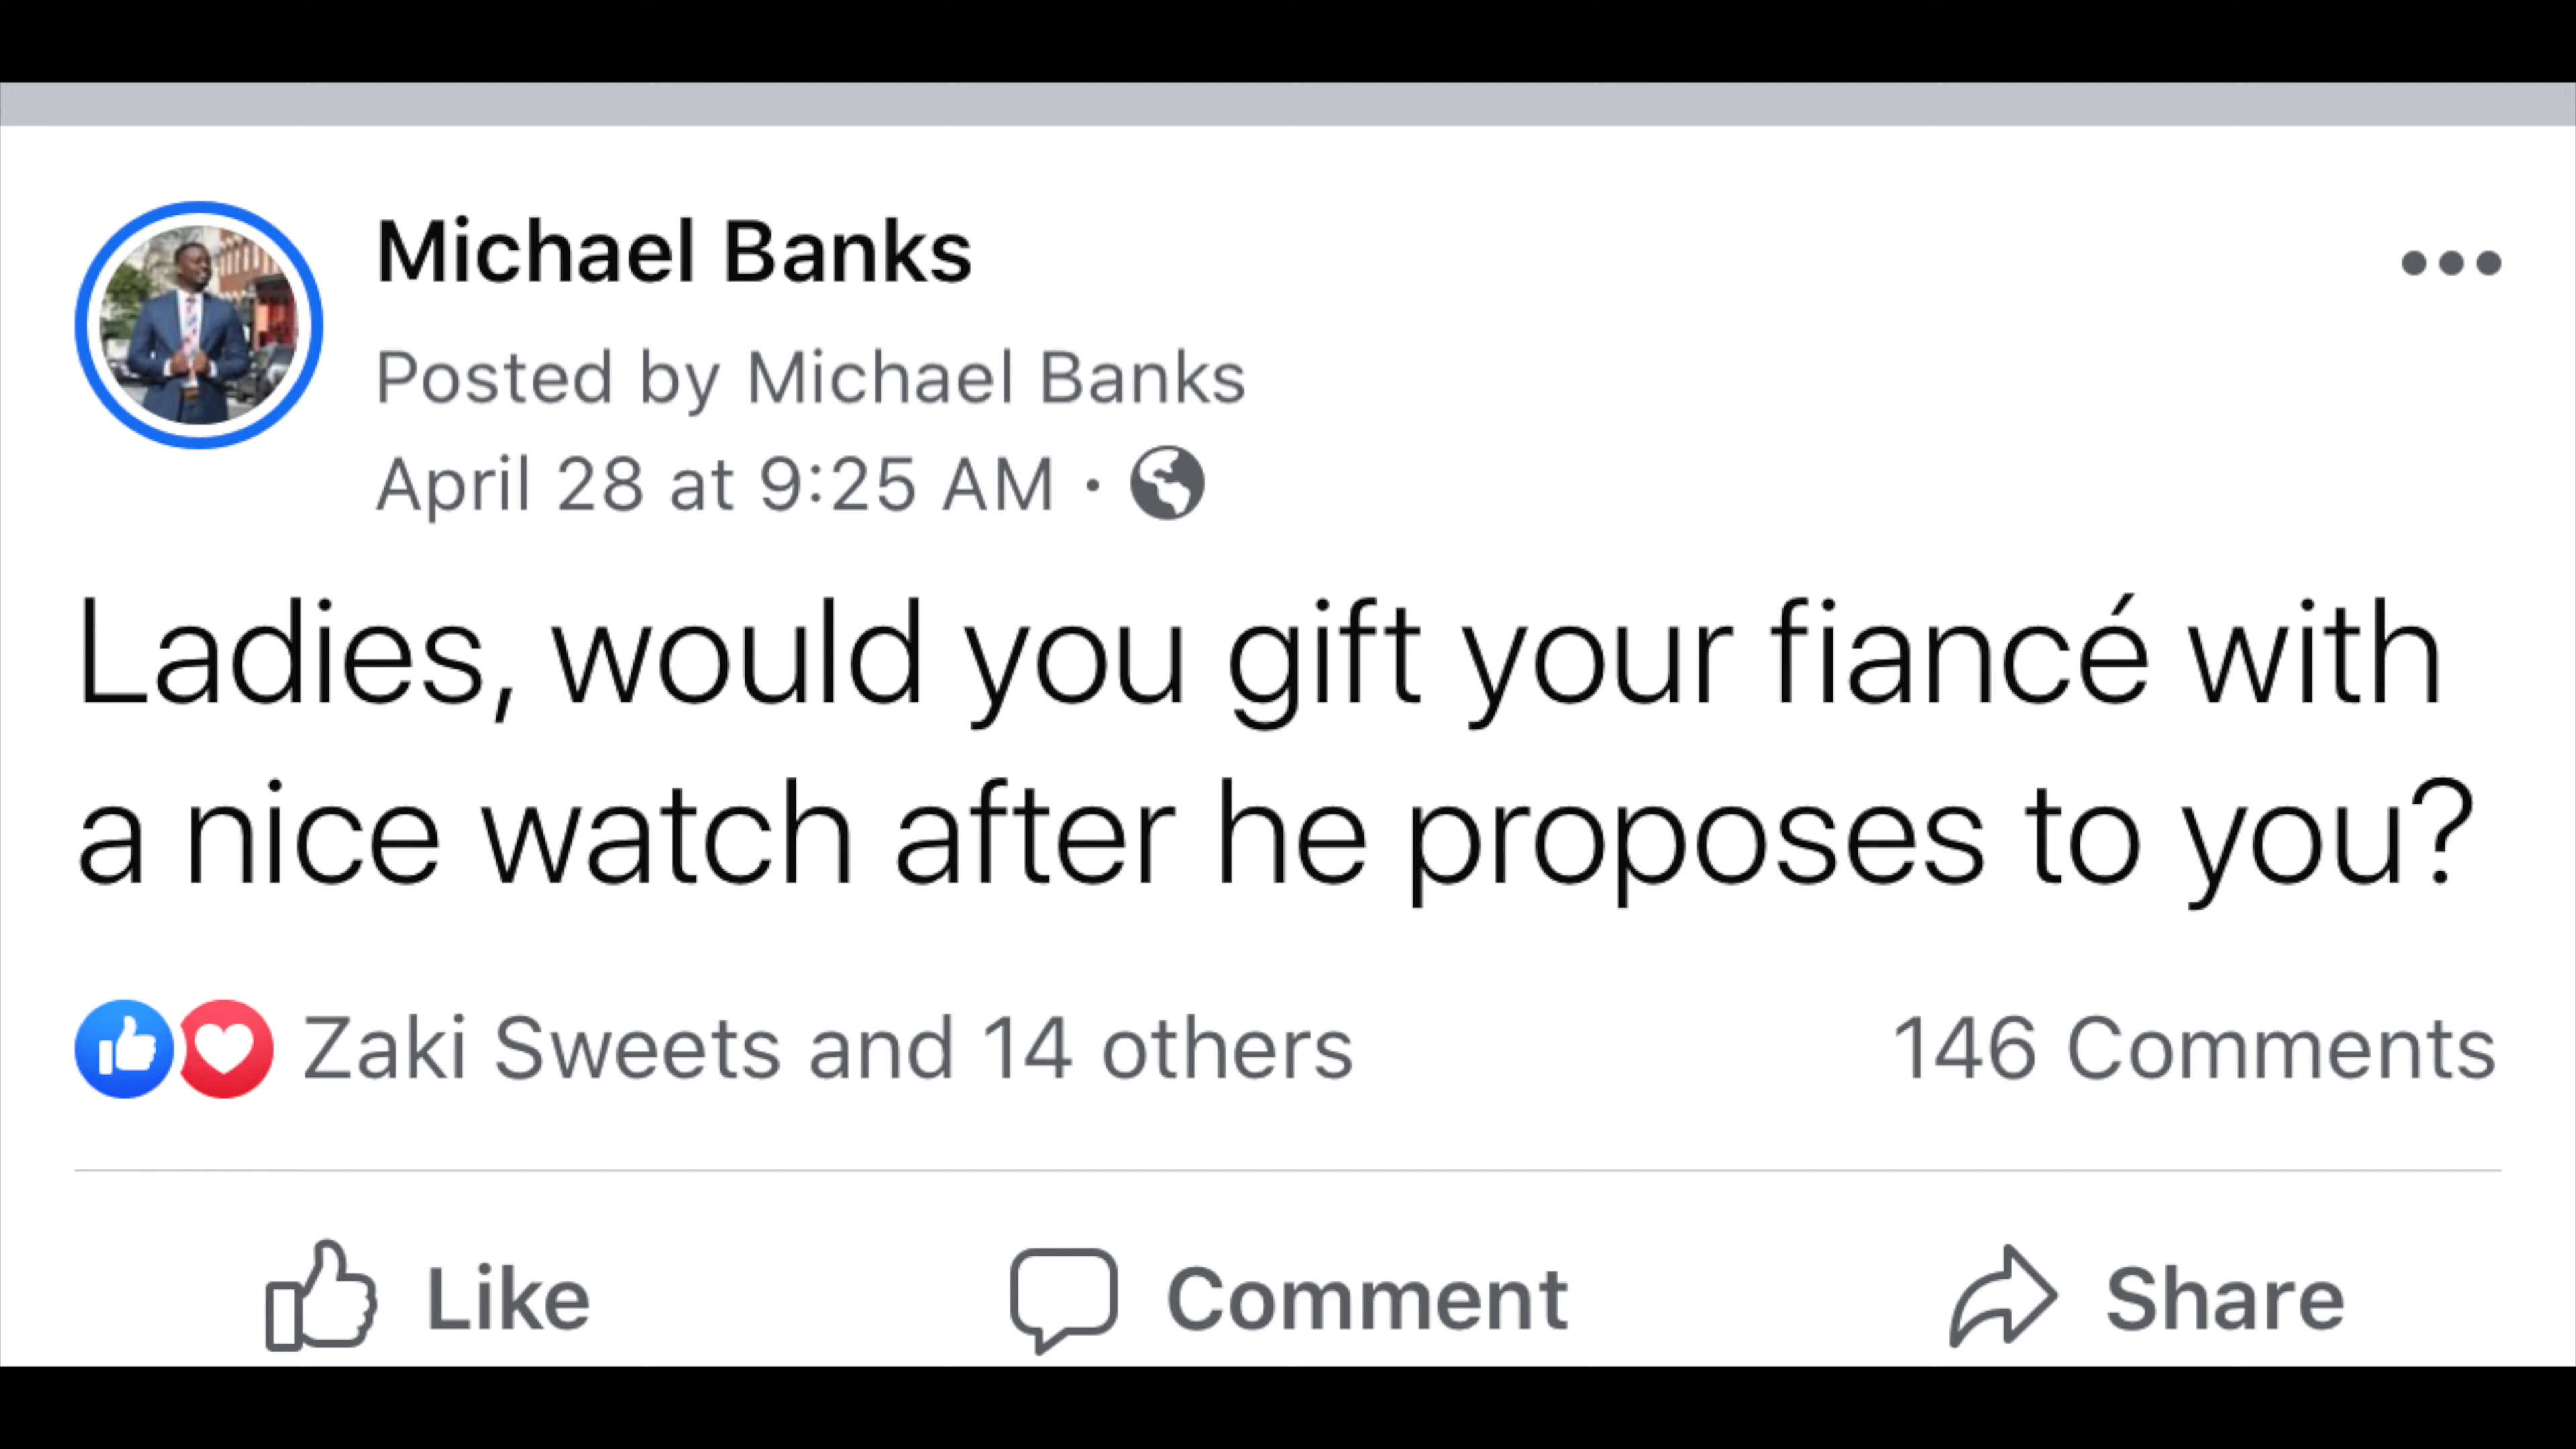 Michael Banks
Posted by Michael Banks
April 28 at 9:25 AM ·
Ladies, would you gift your fiancé with
a nice watch after he proposes to you?
Zaki Sweets and 14 others
146 Comments
Like
Comment
Share